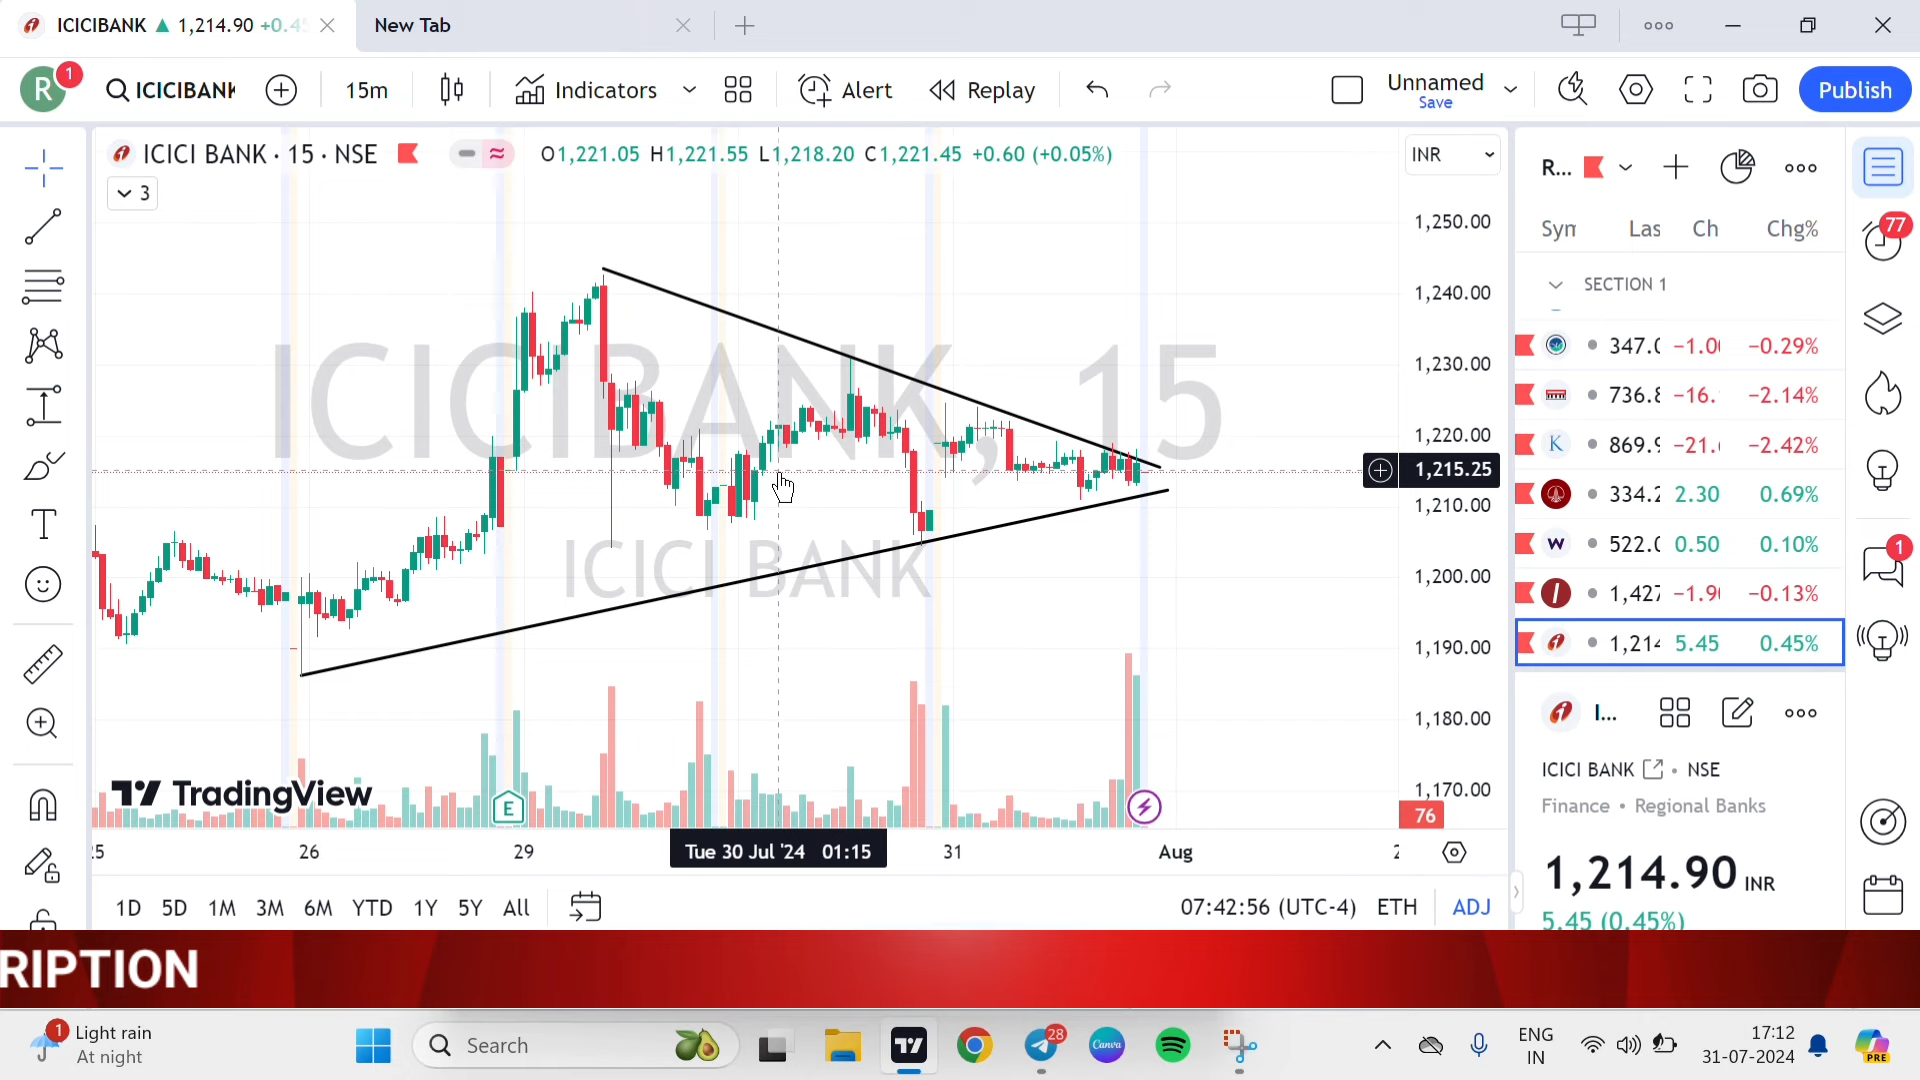 ICICIBANK ▲ 1,214.90 +0.4
New Tab
R 1 ICICIBANK 15m Indicators Alert Replay Unnamed Save Publish
ICICI BANK · 15 · NSE O1,221.05 H1,221.55 L1,218.20 C1,221.45 +0.60 (+0.05%)
3
INR
ICICIBANK, 15
ICICI BANK
TradingView
E
1,250.00
1,240.00
1,230.00
1,220.00
1,215.25
1,210.00
1,200.00
1,190.00
1,180.00
1,170.00
76
26 29 Tue 30 Jul '24 01:15 31 Aug
1D 5D 1M 3M 6M YTD 1Y 5Y All 07:42:56 (UTC-4) ETH ADJ
R...
Las Ch Chg%
SECTION 1
347. −1.0 −0.29%
736.8 −16. −2.14%
K 869.9 −21. −2.42%
334.2 2.30 0.69%
W 522. 0.50 0.10%
1,427 −1.9 −0.13%
1,214 5.45 0.45%
I...
ICICI BANK • NSE
Finance • Regional Banks
1,214.90 INR
5.45 (0.45%)
77
1
RIPTION
1 Light rain
At night
Search
28
Canva
ENG
IN
17:12
31-07-2024
PRE